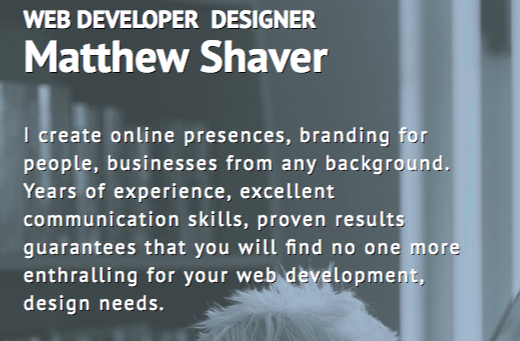 WEB DEVELOPER DESIGNER
Matthew Shaver
I create online presences, branding for
people, businesses from any background.
Years of experience, excellent
communication skills, proven results
guarantees that you will find no one more
enthralling for your web development,
design needs.